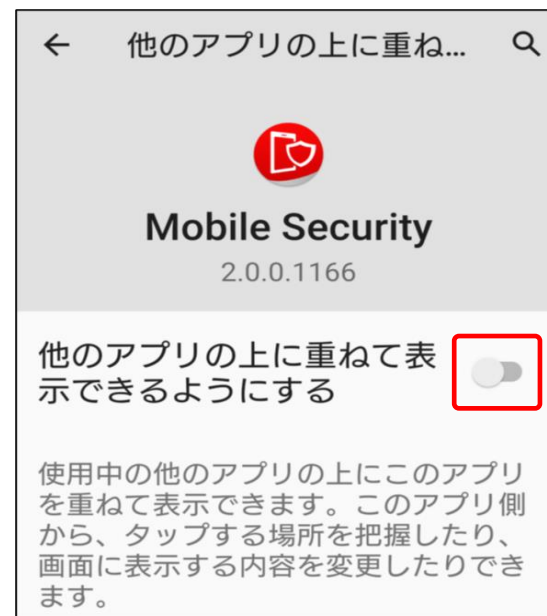 他のアプリの上に重ね...
Mobile Security
2.0.0.1166
他のアプリの上に重ねて表
示できるようにする
使用中の他のアプリの上にこのアプリ
を重ねて表示できます。このアプリ側
から、タップする場所を把握したり、
画面に表示する内容を変更したりでき
ます。